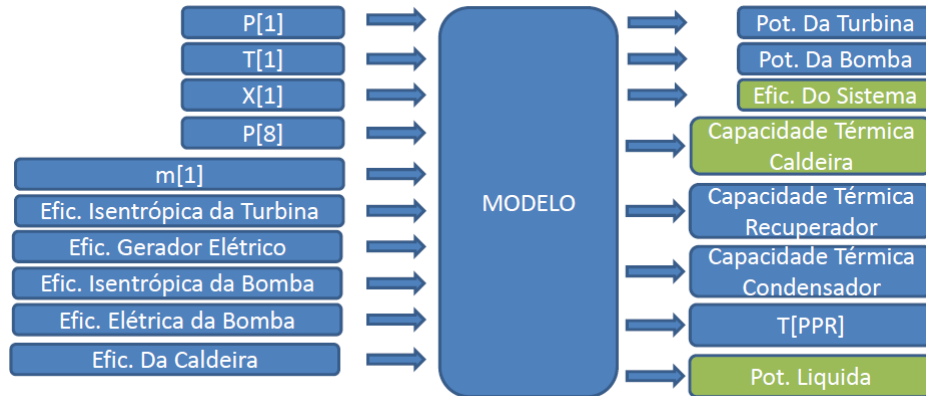 P[1]
T[1]
X[1]
P[8]
m[1]
Efic. Isentrópica da Turbina
Efic. Gerador Elétrico
Efic. Isentrópica da Bomba
Efic. Elétrica da Bomba
Efic. Da Caldeira
MODELO
Pot. Da Turbina
Pot. Da Bomba
Efic. Do Sistema
Capacidade Térmica
Caldeira
Capacidade Térmica
Recuperador
Capacidade Térmica
Condensador
T[PPR]
Pot. Liquida